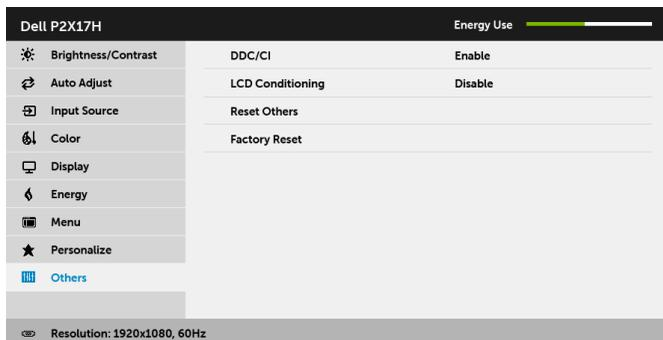 Dell P2X17H Energy Use
Brightness/Contrast DDC/CI Enable
Auto Adjust LCD Conditioning Disable
Input Source Reset Others
Color Factory Reset
Display
Energy
Menu
Personalize
Others
Resolution: 1920x1080, 60Hz